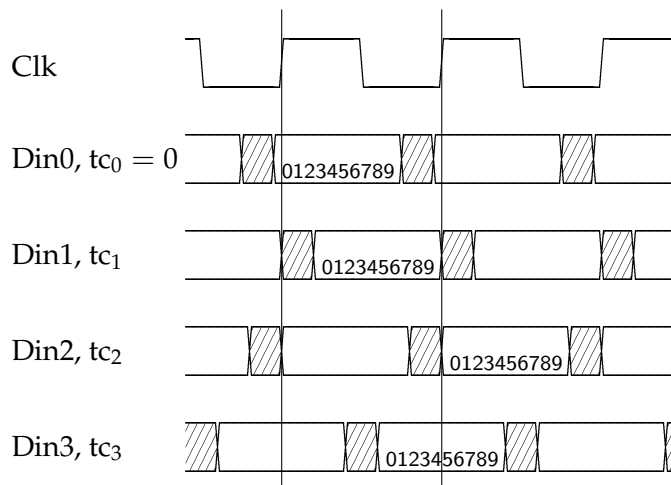 Clk
Din0, tc₀ = 0
0123456789
Din1, tc₁
0123456789
Din2, tc₂
0123456789
Din3, tc₃
0123456789